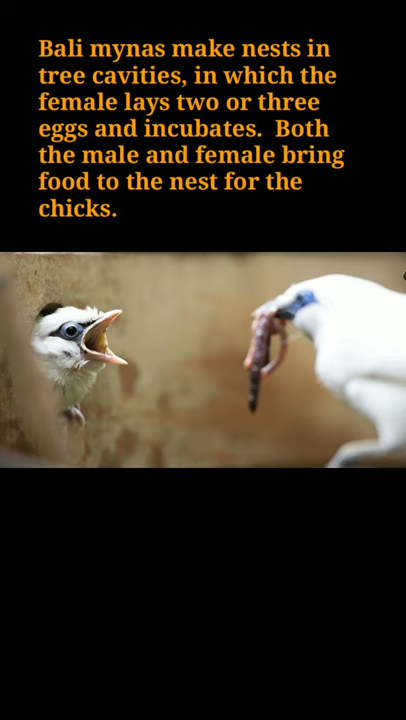 Bali mynas make nests in
tree cavities, in which the
female lays two or three
eggs and incubates.  Both
the male and female bring
food to the nest for the
chicks.